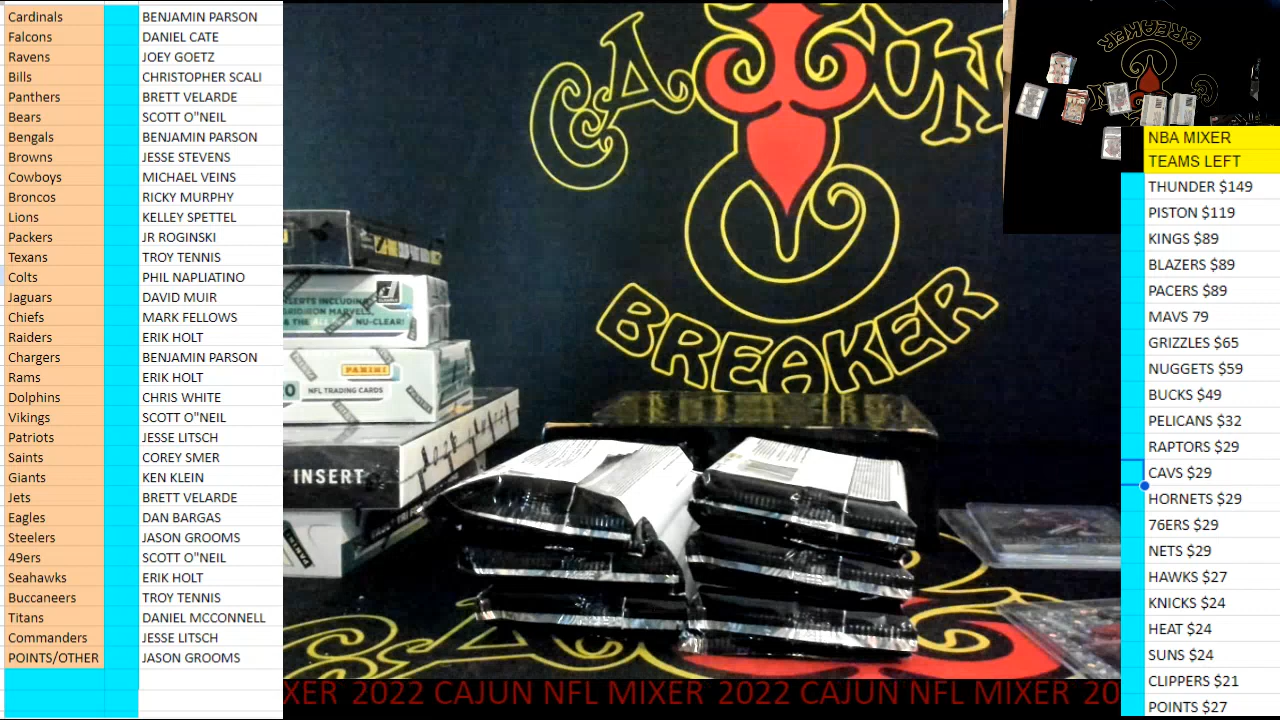 Cardinals BENJAMIN PARSON
Falcons DANIEL CATE
Ravens JOEY GOETZ
Bills CHRISTOPHER SCALI
Panthers BRETT VELARDE
Bears SCOTT O"NEIL
Bengals BENJAMIN PARSON
Browns JESSE STEVENS
Cowboys MICHAEL VEINS
Broncos RICKY MURPHY
Lions KELLEY SPETTEL
Packers JR ROGINSKI
Texans TROY TENNIS
Colts PHIL NAPLIATINO
Jaguars DAVID MUIR
Chiefs MARK FELLOWS
Raiders ERIK HOLT
Chargers BENJAMIN PARSON
Rams ERIK HOLT
Dolphins CHRIS WHITE
Vikings SCOTT O"NEIL
Patriots JESSE LITSCH
Saints COREY SMER
Giants KEN KLEIN
Jets BRETT VELARDE
Eagles DAN BARGAS
Steelers JASON GROOMS
49ers SCOTT O"NEIL
Seahawks ERIK HOLT
Buccaneers TROY TENNIS
Titans DANIEL MCCONNELL
Commanders JESSE LITSCH
POINTS/OTHER JASON GROOMS
CAJUN
BREAKER
INCLUDING
GRIDIRON MARVELS,
NU-CLEAR!
PANINI
NFL TRADING CARDS
INSERT
BREAKER
NBA MIXER
TEAMS LEFT
THUNDER $149
PISTON $119
KINGS $89
BLAZERS $89
PACERS $89
MAVS 79
GRIZZLES $65
NUGGETS $59
BUCKS $49
PELICANS $32
RAPTORS $29
CAVS $29
HORNETS $29
76ERS $29
NETS $29
HAWKS $27
KNICKS $24
HEAT $24
SUNS $24
CLIPPERS $21
POINTS $27
IXER 2022 CAJUN NFL MIXER 2022 CAJUN NFL MIXER 20